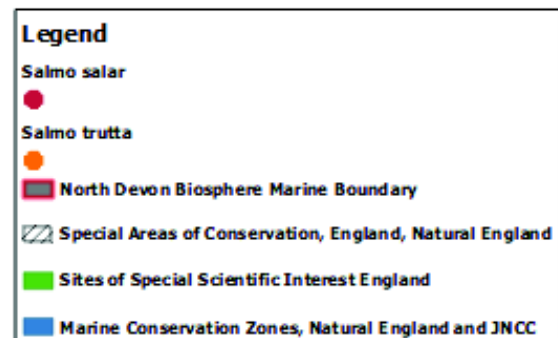 Legend
Salmo salar
Salmo trutta
North Devon Biosphere Marine Boundary
Special Areas of Conservation, England, Natural England
Sites of Special Scientific Interest England
Marine Conservation Zones, Natural England and JNCC